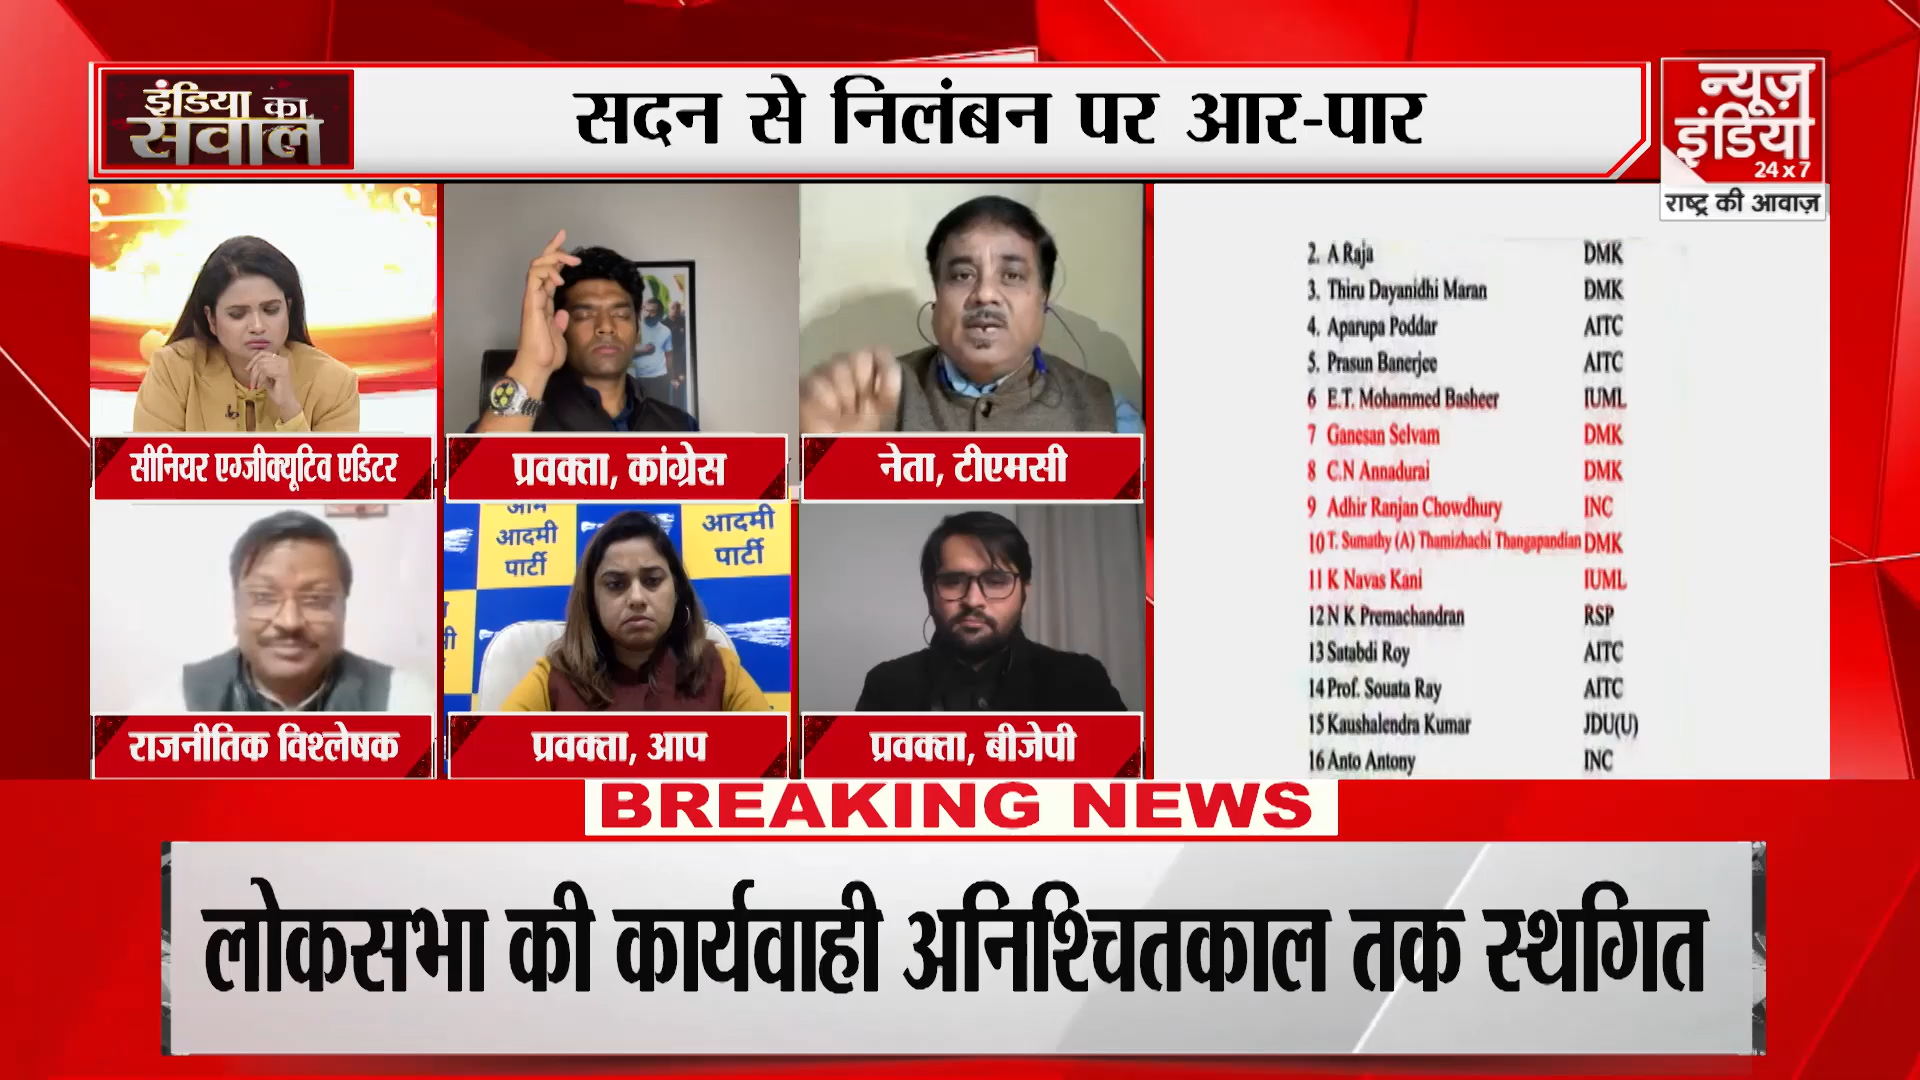 इंडिया का
सवाल
सदन से निलंबन पर आर-पार
न्यूज़
इंडिया
24x7
राष्ट्र की आवाज़
सीनियर एग्जीक्यूटिव एडिटर
प्रवक्ता, कांग्रेस
नेता, टीएमसी
आम
आदमी
पार्टी
आदमी
पार्टी
राजनीतिक विश्लेषक
प्रवक्ता, आप
प्रवक्ता, बीजेपी
2. A Raja DMK
3. Thiru Dayanidhi Maran DMK
4. Aparupa Poddar AITC
5. Prasun Banerjee AITC
6 E.T. Mohammed Basheer IUML
7 Ganesan Selvam DMK
8 C.N Annadurai DMK
9 Adhir Ranjan Chowdhury INC
10 T. Sumathy (A) Thamizhachi Thangapandian DMK
11 K Navas Kani IUML
12 N K Premachandran RSP
13 Satabdi Roy AITC
14 Prof. Souata Ray AITC
15 Kaushalendra Kumar JDU(U)
16 Anto Antony INC
BREAKING NEWS
लोकसभा की कार्यवाही अनिश्चितकाल तक स्थगित